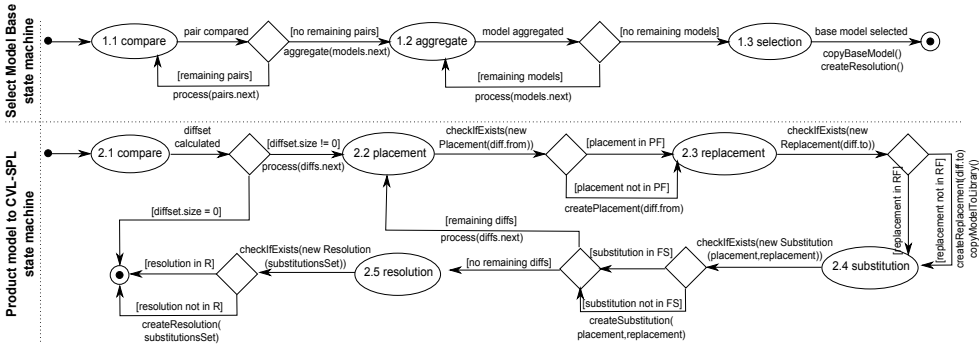 Select Model Base
state machine
1.1 compare
pair compared
[no remaining pairs]
aggregate(models.next)
[remaining pairs]
process(pairs.next)
1.2 aggregate
model aggregated
[no remaining models]
[remaining models]
process(models.next)
1.3 selection
base model selected
copyBaseModel()
createResolution()
Product model to CVL-SPL
state machine
2.1 compare
diffset
calculated
[diffset.size != 0]
process(diffs.next)
[diffset.size = 0]
2.2 placement
checkIfExists(new
Placement(diff.from))
[placement in PF]
[placement not in PF]
createPlacement(diff.from)
2.3 replacement
checkIfExists(new
Replacement(diff.to))
[replacement in RF]
[replacement not in RF]
createReplacement(diff.to)
copyModelToLibrary()
2.4 substitution
checkIfExists(new Substitution
(placement,replacement))
[substitution in FS]
[substitution not in FS]
createSubstitution(
placement,replacement)
[remaining diffs]
process(diffs.next)
[no remaining diffs]
2.5 resolution
checkIfExists(new Resolution
(substitutionsSet))
[resolution in R]
[resolution not in R]
createResolution(
substitutionsSet)